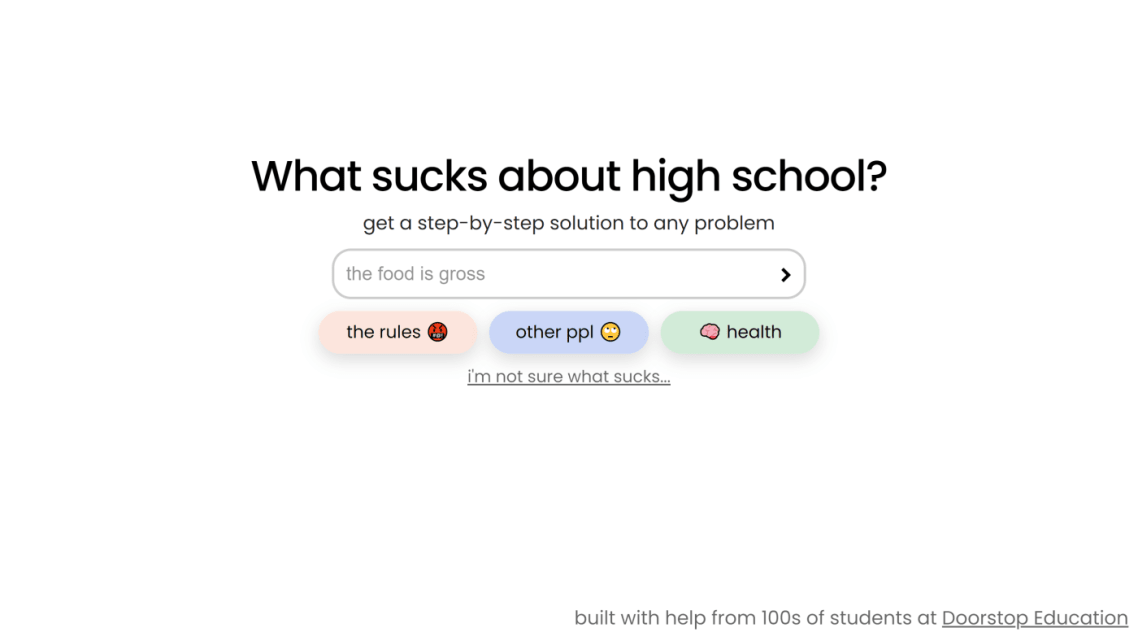 What sucks about high school?
get a step-by-step solution to any problem
the food is gross
the rules 🤬
other ppl 🙄
🧠 health
i'm not sure what sucks...
built with help from 100s of students at Doorstop Education